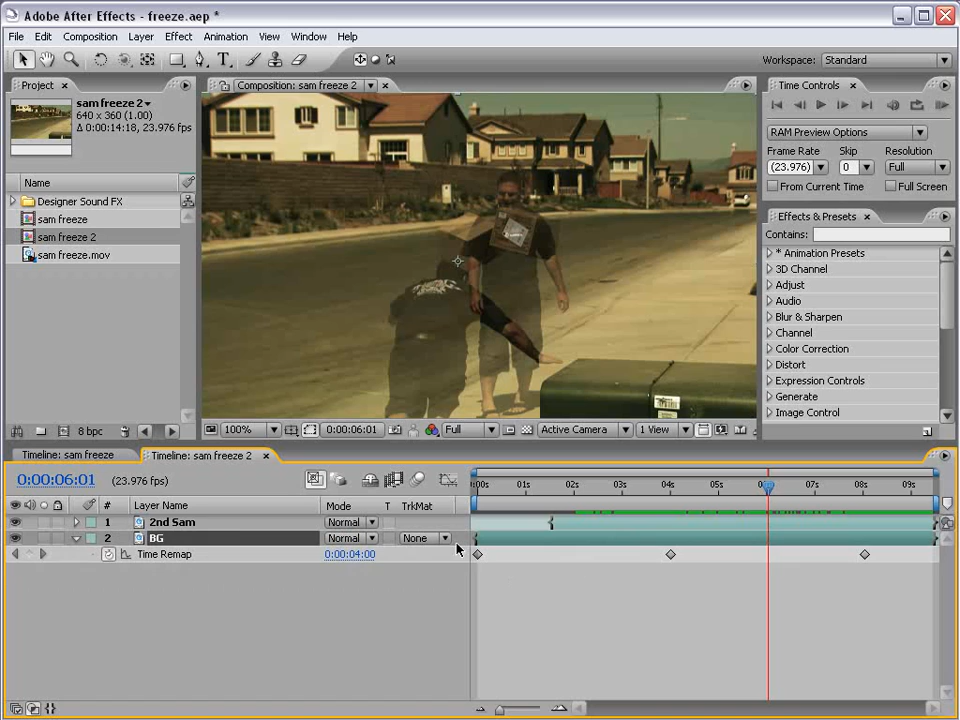 Adobe After Effects - freeze.aep *
File Edit Composition Layer Effect Animation View Window Help
Workspace: Standard
Project
Composition: sam freeze 2
Time Controls
sam freeze 2
640 x 360 (1.00)
Δ 0:00:14:18, 23.976 fps
RAM Preview Options
Frame Rate Skip Resolution
(23.976) 0 Full
From Current Time Full Screen
Name
Designer Sound FX
sam freeze
sam freeze 2
sam freeze.mov
Effects & Presets
Contains:
* Animation Presets
3D Channel
Adjust
Audio
Blur & Sharpen
Channel
Color Correction
Distort
Expression Controls
Generate
Image Control
8 bpc
100% 0:00:06:01 Full Active Camera 1 View
Timeline: sam freeze Timeline: sam freeze 2
0:00:06:01 (23.976 fps)
:00s 01s 02s 03s 04s 05s 07s 08s 09s
# Layer Name Mode T TrkMat
1 2nd Sam Normal
2 BG Normal None
Time Remap 0:00:04:00